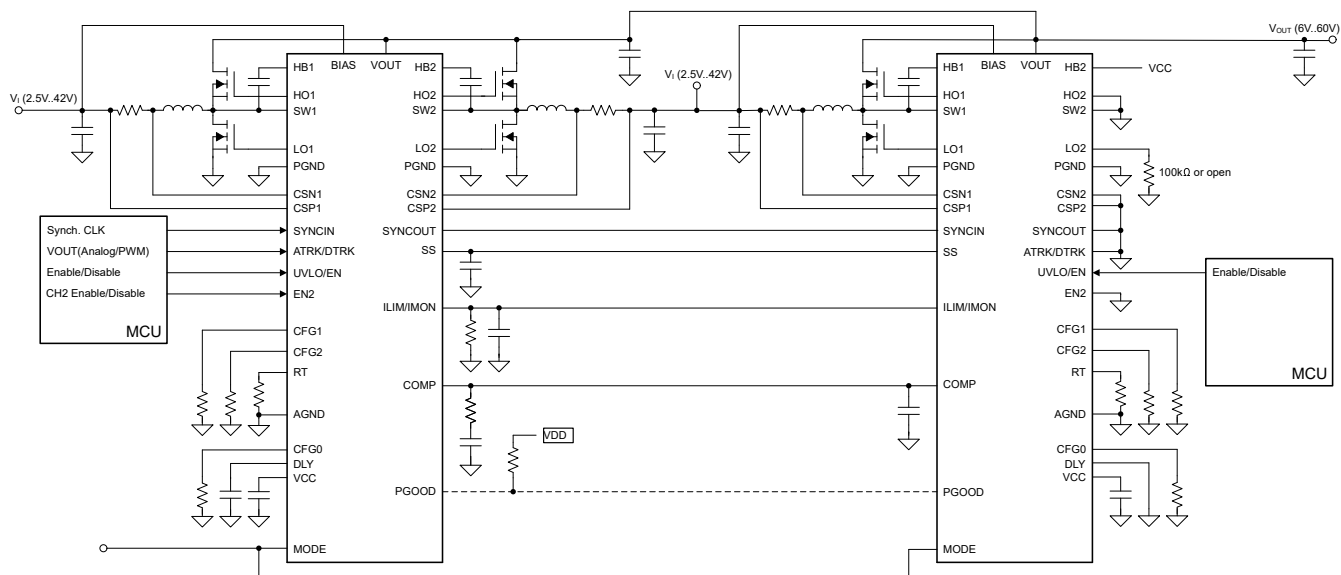 VOUT (6V..60V)
BIAS VOUT
BIAS VOUT
HB1
HB2
HB1
HB2
VCC
VI (2.5V..42V)
HO1
HO2
VI (2.5V..42V)
HO1
HO2
SW1
SW2
SW1
SW2
LO1
LO2
LO1
LO2
PGND
PGND
PGND
PGND
100kΩ or open
CSN1
CSN2
CSN1
CSN2
CSP1
CSP2
CSP1
CSP2
Synch. CLK
SYNCIN
SYNCOUT
SYNCIN
SYNCOUT
VOUT(Analog/PWM)
ATRK/DTRK
SS
SS
ATRK/DTRK
Enable/Disable
UVLO/EN
UVLO/EN
Enable/Disable
CH2 Enable/Disable
EN2
EN2
ILIM/IMON
ILIM/IMON
MCU
CFG1
CFG1
CFG2
CFG2
RT
RT
MCU
COMP
COMP
AGND
AGND
VDD
CFG0
CFG0
DLY
DLY
VCC
VCC
PGOOD
PGOOD
MODE
MODE